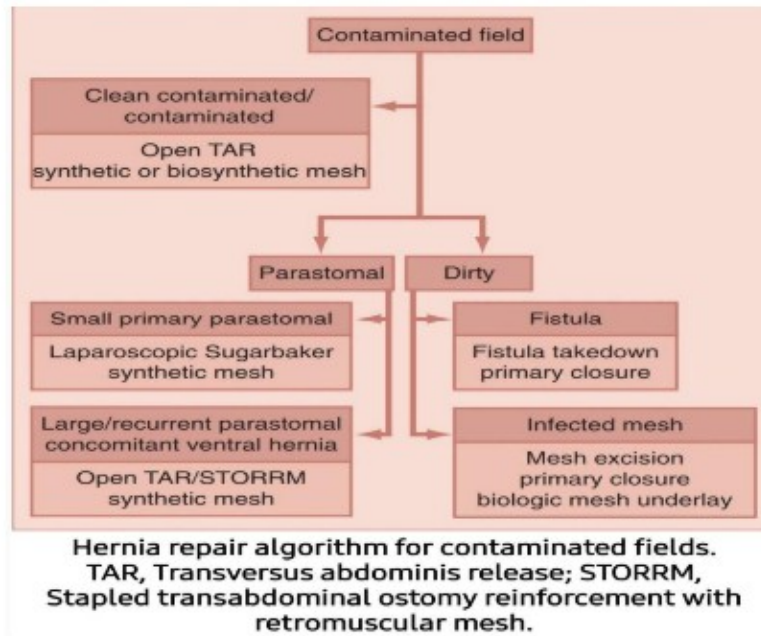 Contaminated field
Clean contaminated/
contaminated
Open TAR
synthetic or biosynthetic mesh
Parastomal
Dirty
Small primary parastomal
Laparoscopic Sugarbaker
synthetic mesh
Large/recurrent parastomal
concomitant ventral hernia
Open TAR/STORRM
synthetic mesh
Fistula
Fistula takedown
primary closure
Infected mesh
Mesh excision
primary closure
biologic mesh underlay
Hernia repair algorithm for contaminated fields.
TAR, Transversus abdominis release; STORRM,
Stapled transabdominal ostomy reinforcement with
retromuscular mesh.